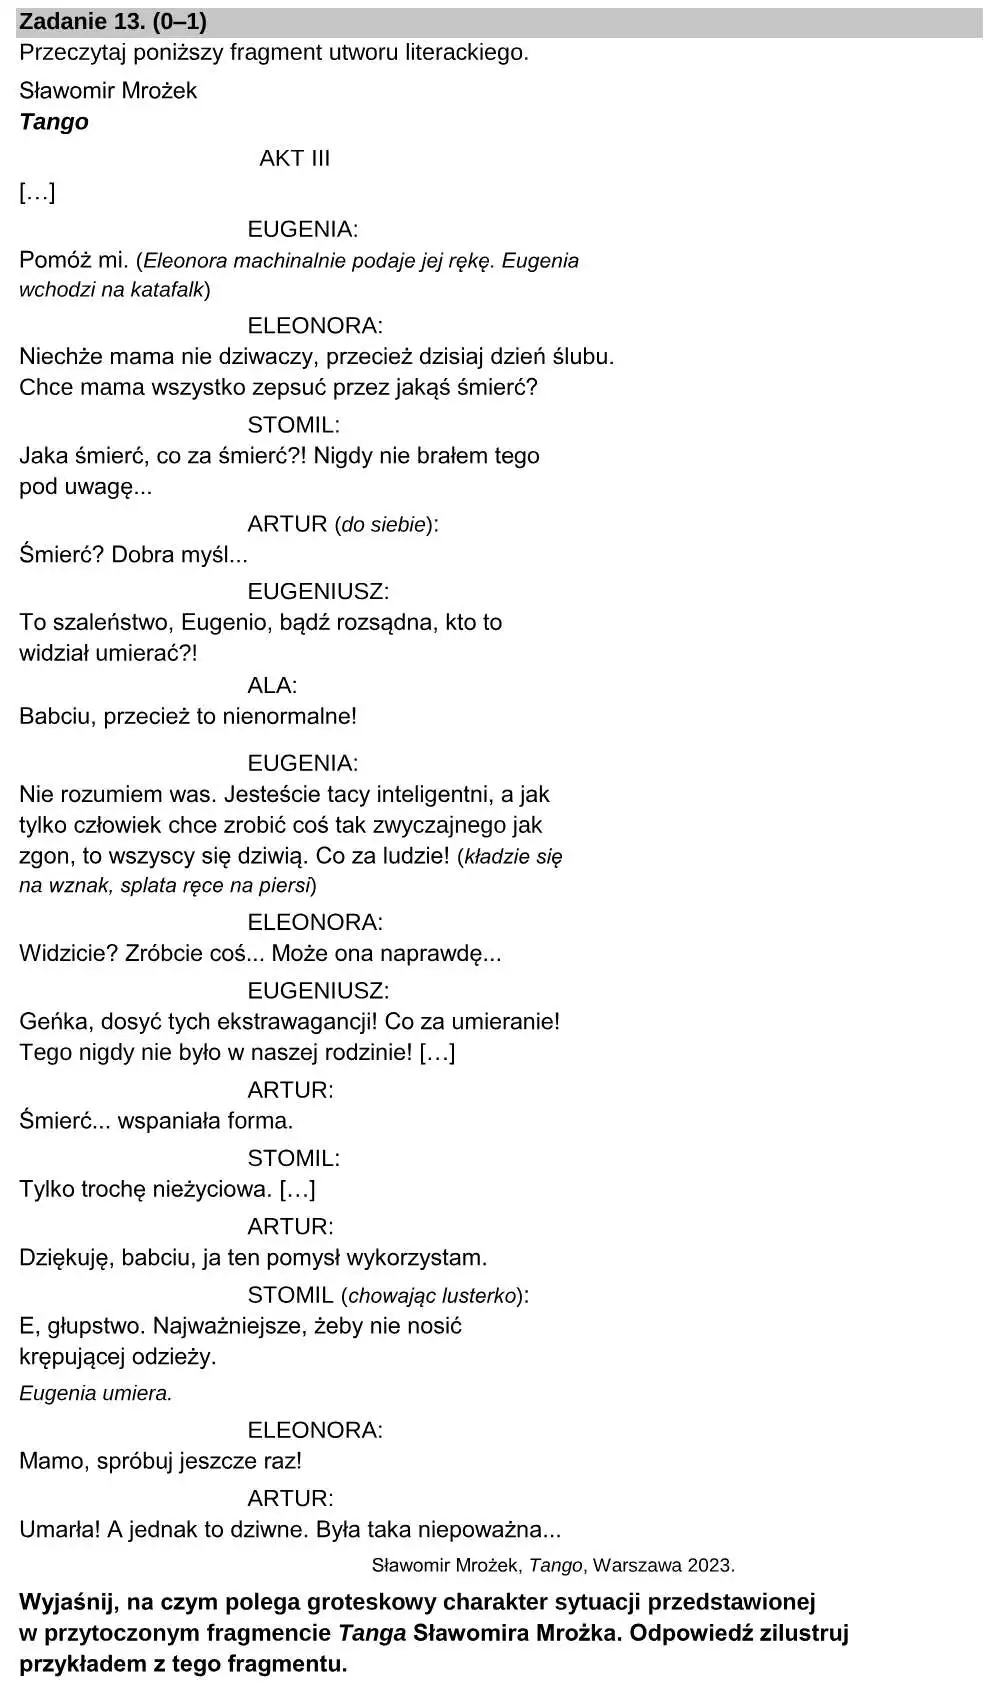 Zadanie 13. (0–1)
Przeczytaj poniższy fragment utworu literackiego.
Sławomir Mrożek
Tango
AKT III
[…]
EUGENIA:
Pomóż mi. (Eleonora machinalnie podaje jej rękę. Eugenia
wchodzi na katafalk)
ELEONORA:
Niechże mama nie dziwaczy, przecież dzisiaj dzień ślubu.
Chce mama wszystko zepsuć przez jakąś śmierć?
STOMIL:
Jaka śmierć, co za śmierć?! Nigdy nie brałem tego
pod uwagę...
ARTUR (do siebie):
Śmierć? Dobra myśl...
EUGENIUSZ:
To szaleństwo, Eugenio, bądź rozsądna, kto to
widział umierać?!
ALA:
Babciu, przecież to nienormalne!
EUGENIA:
Nie rozumiem was. Jesteście tacy inteligentni, a jak
tylko człowiek chce zrobić coś tak zwyczajnego jak
zgon, to wszyscy się dziwią. Co za ludzie! (kładzie się
na wznak, splata ręce na piersi)
ELEONORA:
Widzicie? Zróbcie coś... Może ona naprawdę...
EUGENIUSZ:
Geńka, dosyć tych ekstrawagancji! Co za umieranie!
Tego nigdy nie było w naszej rodzinie! […]
ARTUR:
Śmierć... wspaniała forma.
STOMIL:
Tylko trochę nieżyciowa. […]
ARTUR:
Dziękuję, babciu, ja ten pomysł wykorzystam.
STOMIL (chowając lusterko):
E, głupstwo. Najważniejsze, żeby nie nosić
krępującej odzieży.
Eugenia umiera.
ELEONORA:
Mamo, spróbuj jeszcze raz!
ARTUR:
Umarła! A jednak to dziwne. Była taka niepoważna...
Sławomir Mrożek, Tango, Warszawa 2023.
Wyjaśnij, na czym polega groteskowy charakter sytuacji przedstawionej
w przytoczonym fragmencie Tanga Sławomira Mrożka. Odpowiedź zilustruj
przykładem z tego fragmentu.